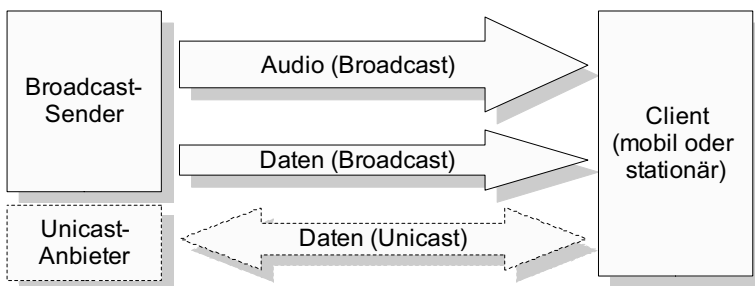 Broadcast-
Sender
Audio (Broadcast)
Daten (Broadcast)
Client
(mobil oder
stationär)
Unicast-
Anbieter
Daten (Unicast)